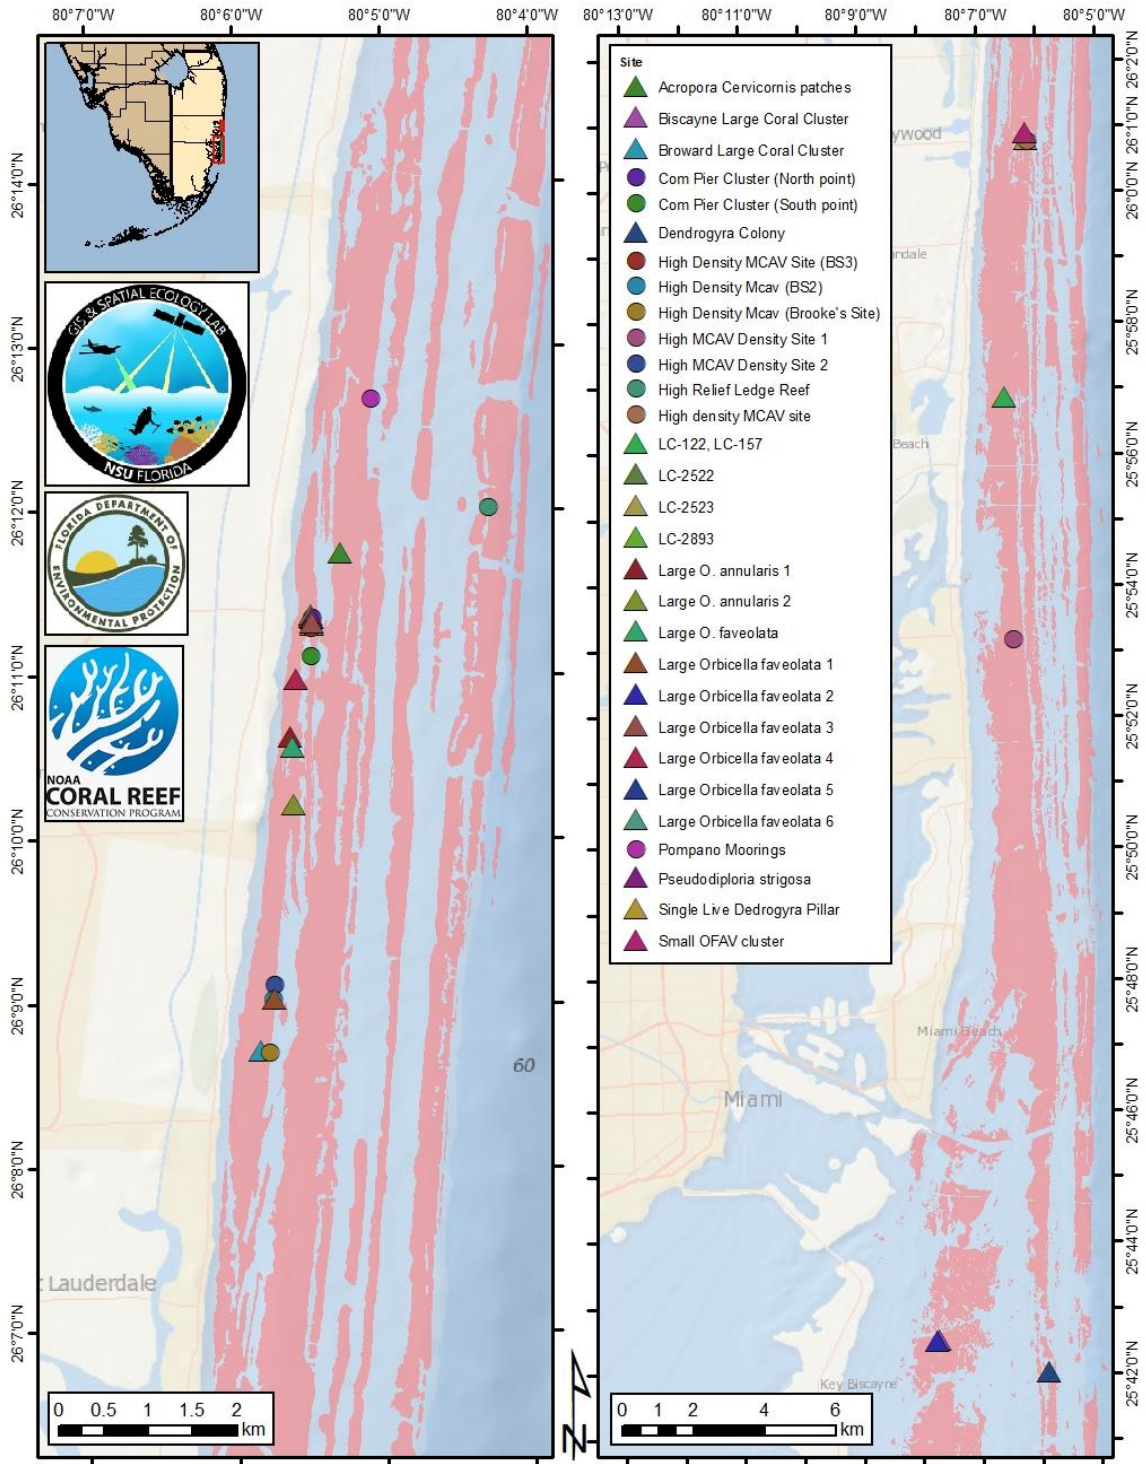 80°7'0"W 80°6'0"W 80°5'0"W 80°4'0"W
80°13'0"W 80°11'0"W 80°9'0"W 80°7'0"W 80°5'0"W
26°14'0"N
26°13'0"N
26°12'0"N
26°11'0"N
26°10'0"N
26°9'0"N
26°8'0"N
26°7'0"N
GIS & SPATIAL ECOLOGY LAB
NSU FLORIDA
FLORIDA DEPARTMENT OF
ENVIRONMENTAL PROTECTION
NOAA
CORAL REEF
CONSERVATION PROGRAM
60
Lauderdale
0 0.5 1 2
km
N
Site
Acropora Cervicornis patches
Biscayne Large Coral Cluster
Broward Large Coral Cluster
Com Pier Cluster (North point)
Com Pier Cluster (South point)
Dendrogyra Colony
High Density MCAV Site (BS3)
High Density Mcav (BS2)
High Density Mcav (Brooke's Site)
High MCAV Density Site 1
High MCAV Density Site 2
High Relief Ledge Reef
High density MCAV site
LC-122, LC-157
LC-2522
LC-2523
LC-2893
Large O. annularis 1
Large O. annularis 2
Large O. faveolata
Large Orbicella faveolata 1
Large Orbicella faveolata 2
Large Orbicella faveolata 3
Large Orbicella faveolata 4
Large Orbicella faveolata 5
Large Orbicella faveolata 6
Pompano Moorings
Pseudodiploria strigosa
Single Live Dedrogyra Pillar
Small OFAV cluster
ywood
andale
Beach
Miami Beach
Miami
Key Biscayne
0 1 2 4 6
km
26°2'0"N
26°1'0"N
26°0'0"N
25°58'0"N
25°56'0"N
25°54'0"N
25°52'0"N
25°50'0"N
25°48'0"N
25°46'0"N
25°44'0"N
25°42'0"N